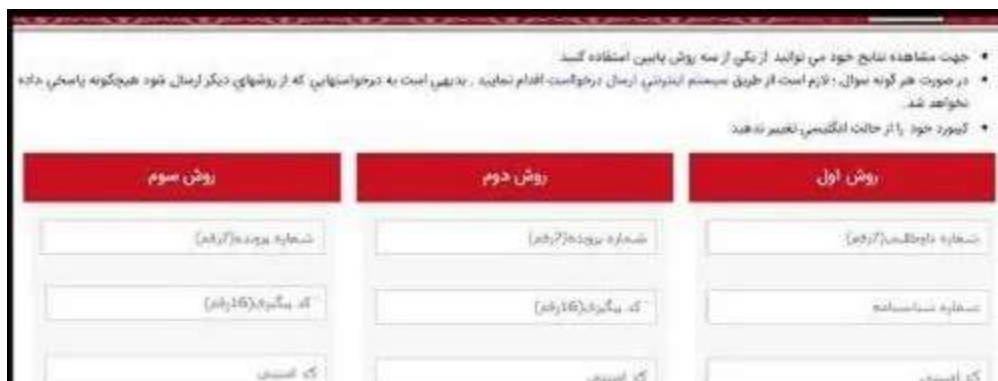 جهت مشاهده نتایج خود می توانید از یکی از سه روش پایین استفاده کنید
در صورت هر گونه سوال ، لازم است از طریق سیستم اینترنتی ارسال درخوااست اقدام نمایید . بدیهی است به درخواستهایی که از روشهای دیگر ارسال شود هیچگونه پاسخی داده
نخواهد شد.
کیبورد خود را از حالت انگلیسی تغییر ندهید
روش اول روش دوم روش سوم
شماره داوطلبی(7رقم) شماره پرونده(7رقم) شماره پرونده(7رقم)
شماره شناسنامه کد پیگیری(16رقم) کد پیگیری(16رقم)
کد امنیتی کد امنیتی کد امنیتی